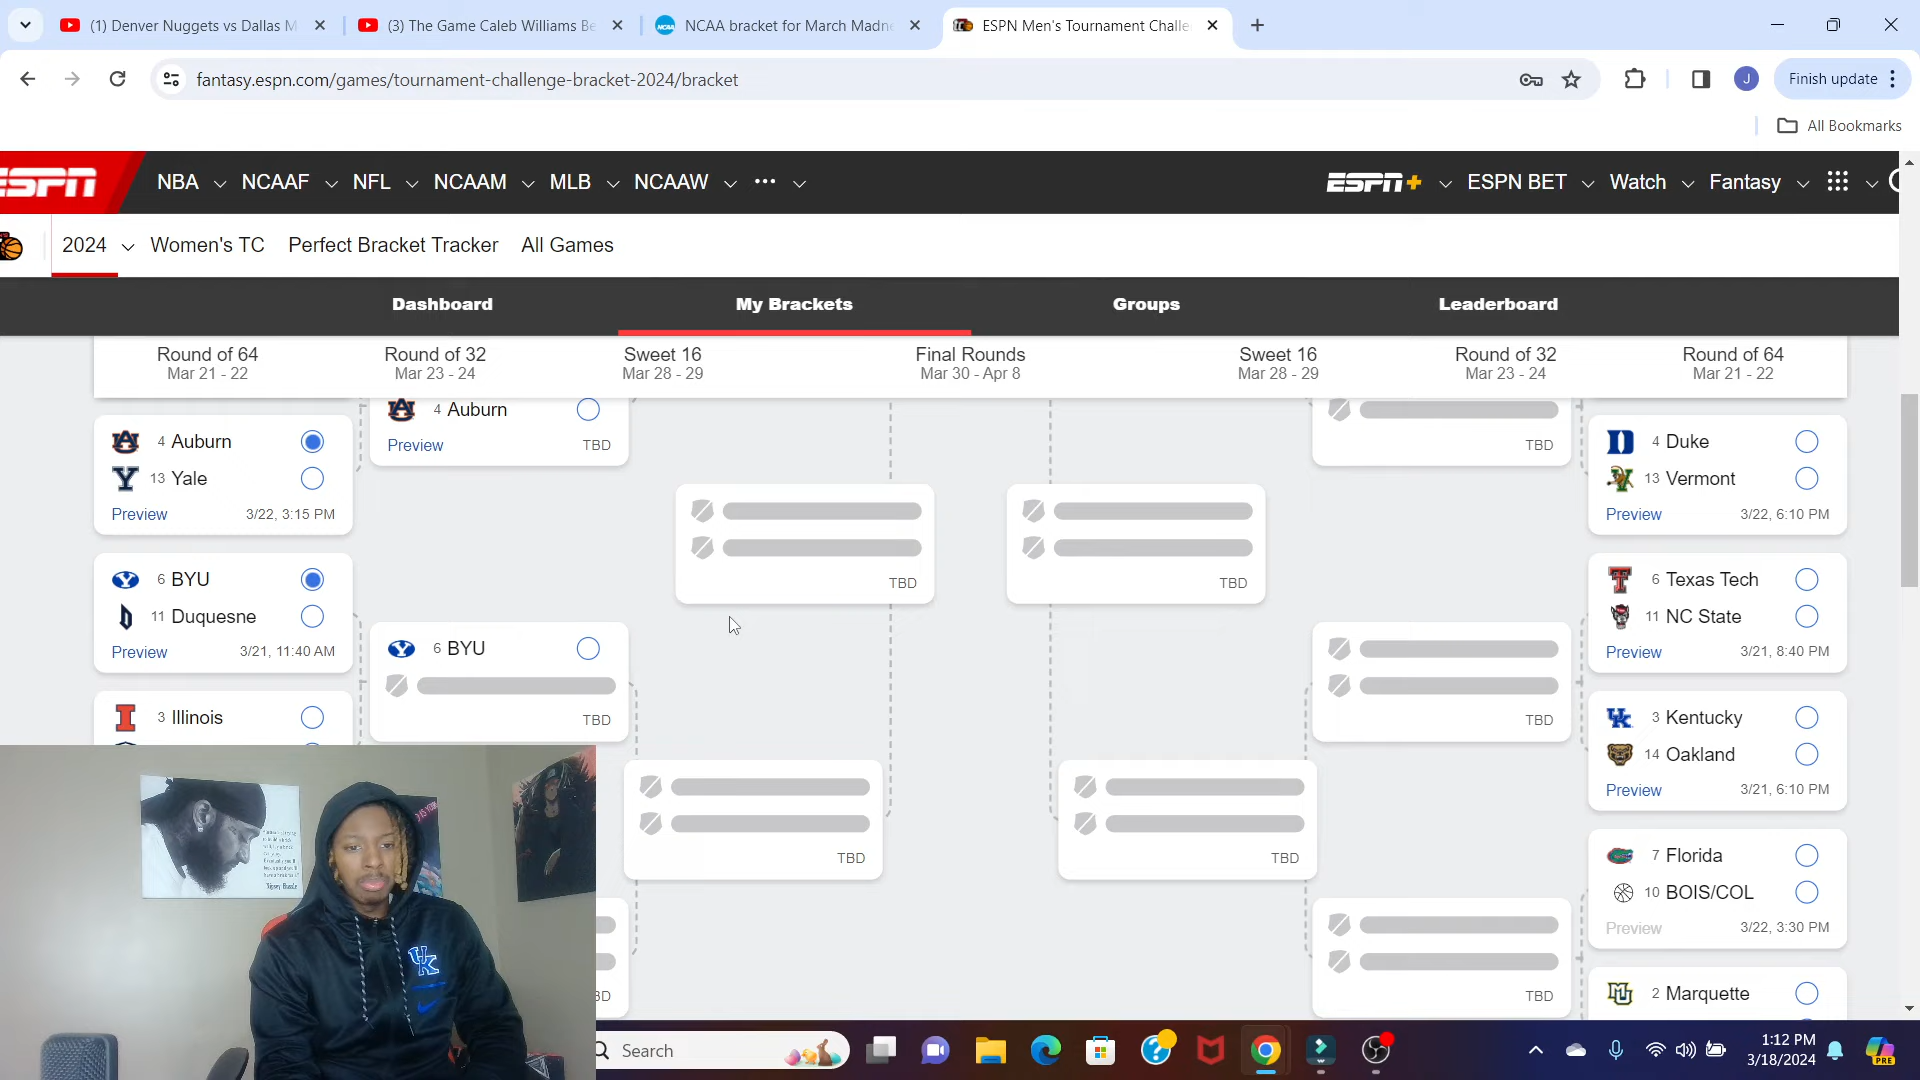 (1) Denver Nuggets vs Dallas M
(3) The Game Caleb Williams Be
NCAA bracket for March Madne
ESPN Men's Tournament Challe
fantasy.espn.com/games/tournament-challenge-bracket-2024/bracket
J
Finish update
All Bookmarks
ESPN
NBA
NCAAF
NFL
NCAAM
MLB
NCAAW
ESPN+
ESPN BET
Watch
Fantasy
2024
Women's TC
Perfect Bracket Tracker
All Games
Dashboard
My Brackets
Groups
Leaderboard
Round of 64
Mar 21 - 22
Round of 32
Mar 23 - 24
Sweet 16
Mar 28 - 29
Final Rounds
Mar 30 - Apr 8
Sweet 16
Mar 28 - 29
Round of 32
Mar 23 - 24
Round of 64
Mar 21 - 22
4 Auburn
13 Yale
Preview 3/22, 3:15 PM
6 BYU
11 Duquesne
Preview 3/21, 11:40 AM
3 Illinois
4 Auburn
Preview TBD
6 BYU
TBD
BD
TBD
TBD
TBD
TBD
TBD
TBD
TBD
4 Duke
13 Vermont
Preview 3/22, 6:10 PM
6 Texas Tech
11 NC State
Preview 3/21, 8:40 PM
3 Kentucky
14 Oakland
Preview 3/21, 6:10 PM
7 Florida
10 BOIS/COL
Preview 3/22, 3:30 PM
2 Marquette
UK
Nipsey Hussle
Search
1:12 PM
3/18/2024
PRE